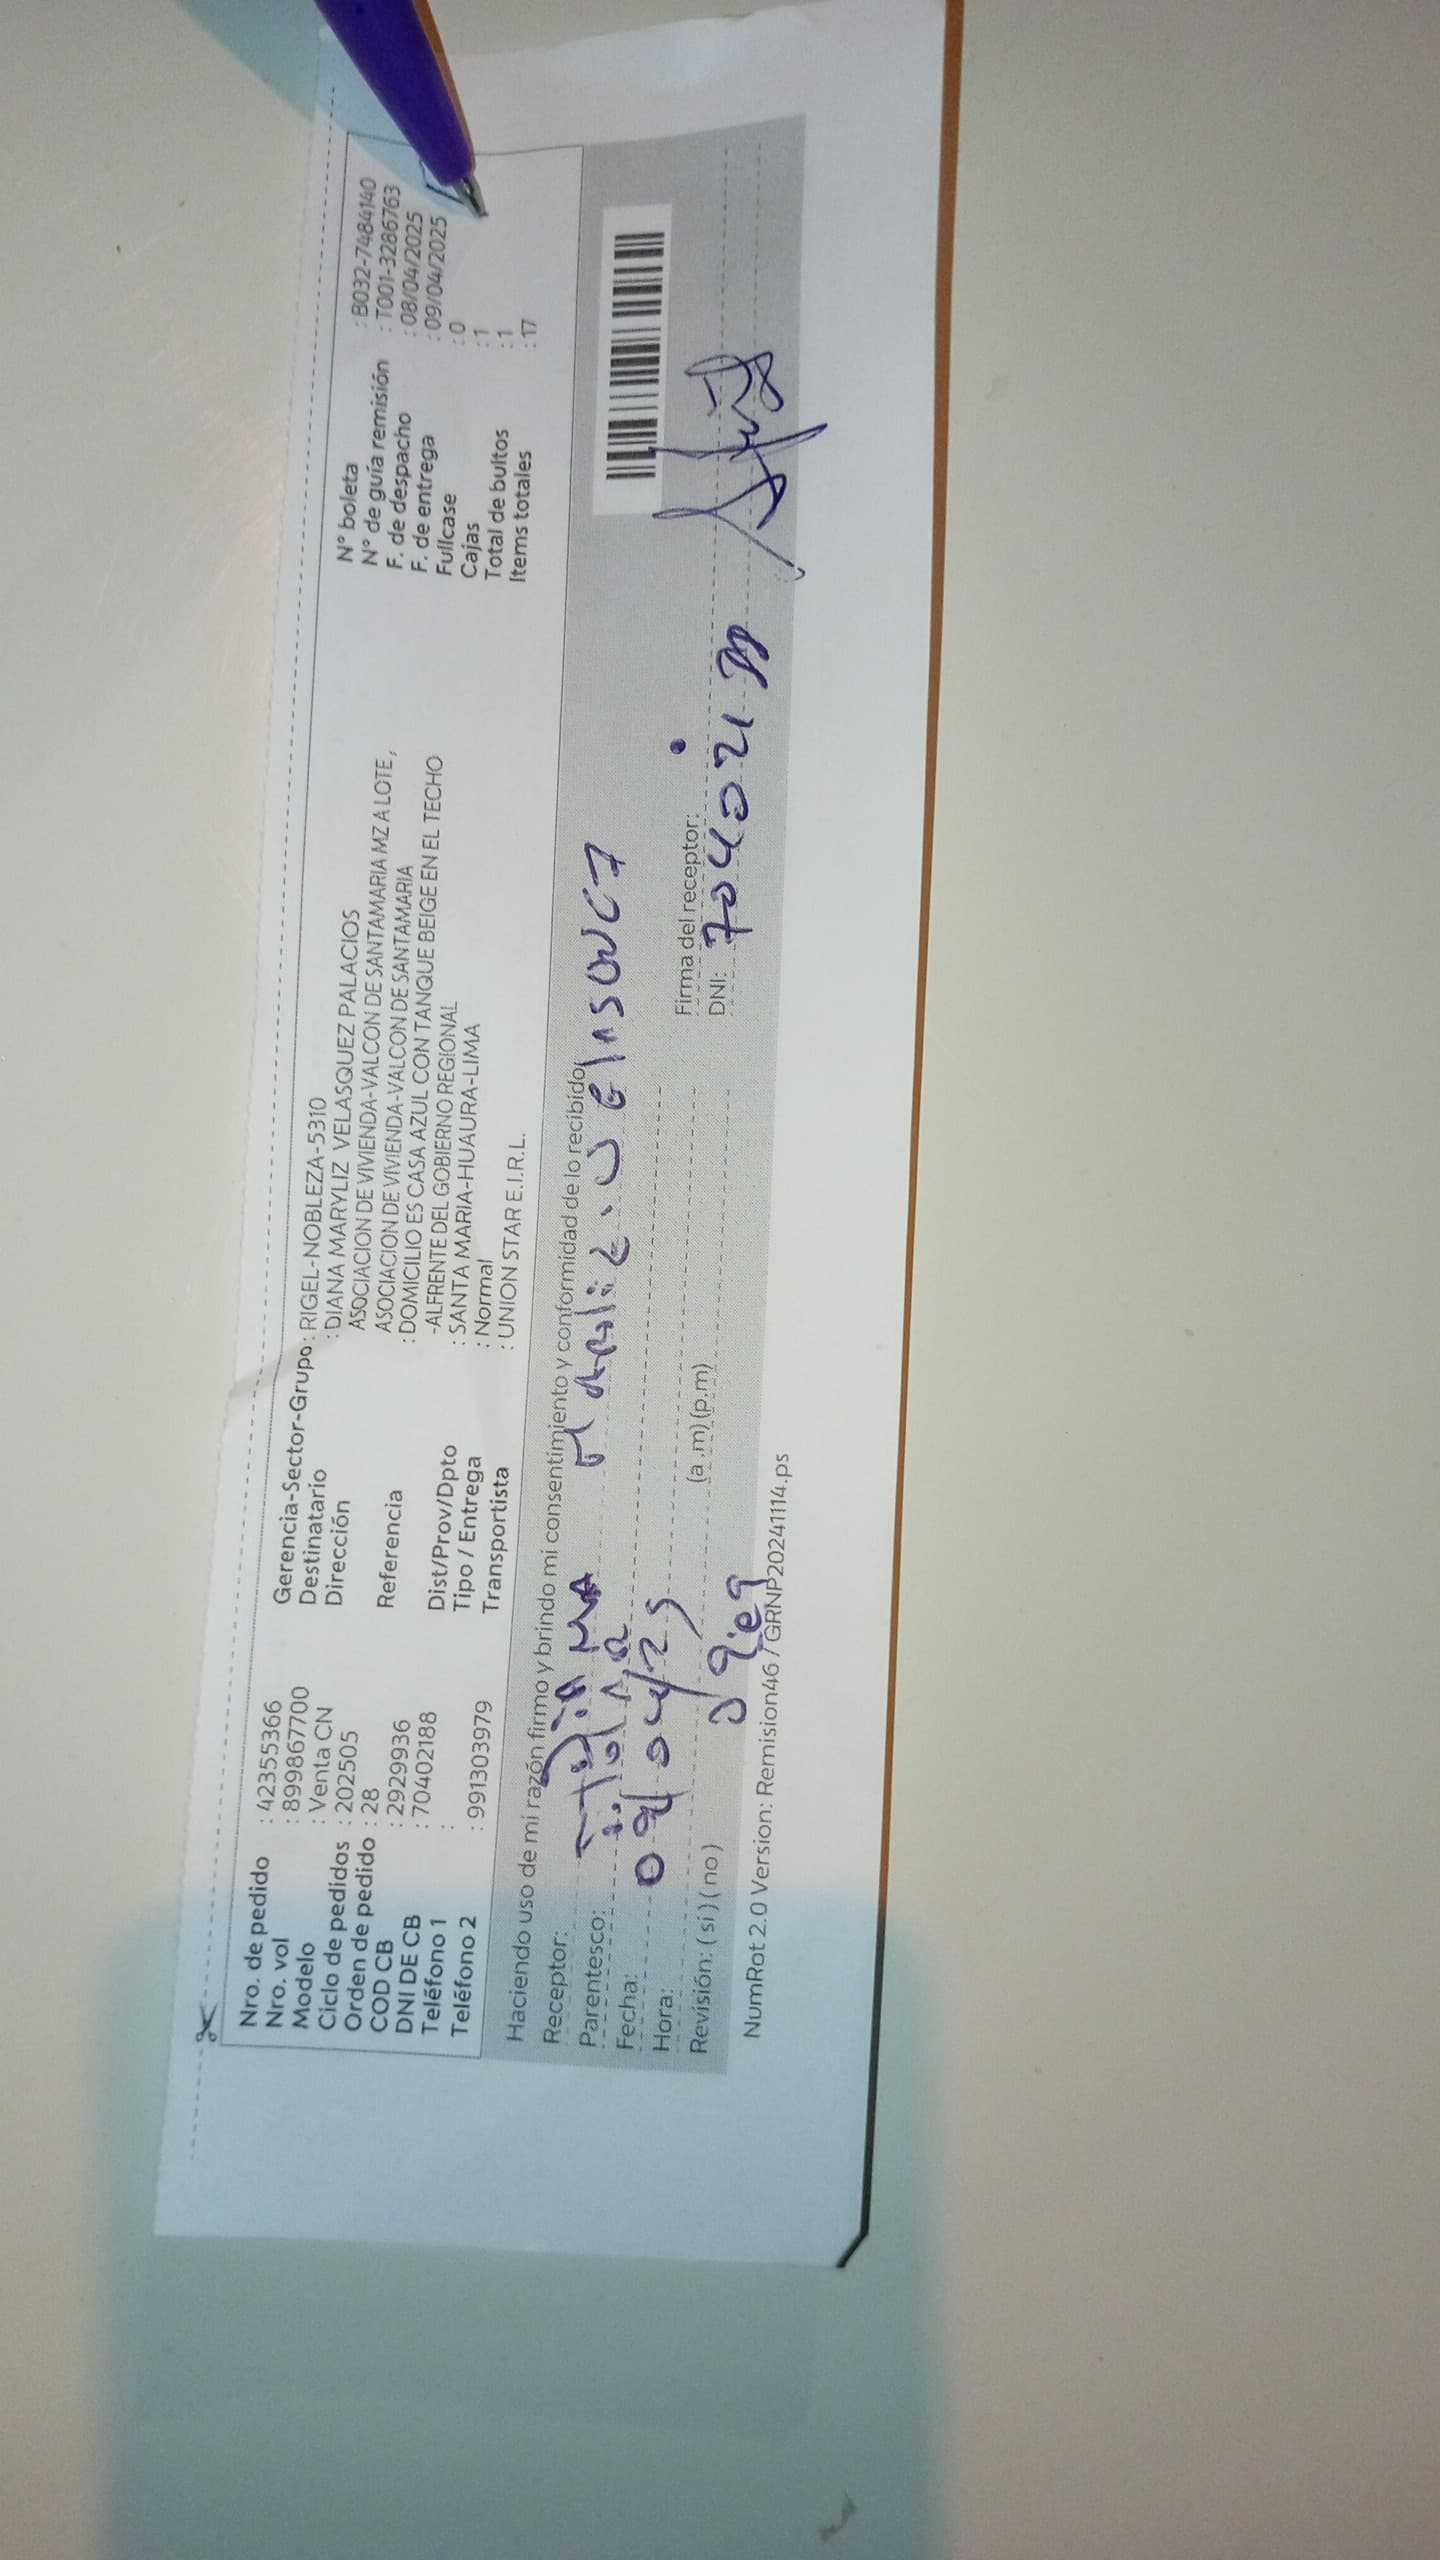 Nro. de pedido : 42355366
Nro. vol : 899867700
Modelo : Venta CN
Ciclo de pedidos : 202505
Orden de pedido : 28
COD CB : 2929936
DNI DE CB : 70402188
Teléfono 1 :
Teléfono 2 : 991303979
Gerencia-Sector-Grupo : RIGEL-NOBLEZA-5310
Destinatario : DIANA MARYLIZ VELASQUEZ PALACIOS
Dirección ASOCIACION DE VIVIENDA-VALCON DE SANTAMARIA MZ A LOTE ,
ASOCIACION DE VIVIENDA-VALCON DE SANTAMARIA
Referencia : DOMICILIO ES CASA AZUL CON TANQUE BEIGE EN EL TECHO
-ALFRENTE DEL GOBIERNO REGIONAL
Dist/Prov/Dpto : SANTA MARIA-HUAURA-LIMA
Tipo / Entrega : Normal
Transportista : UNION STAR E.I.R.L.
N° boleta : B032-7484140
N° de guía remisión : T001-3286763
F. de despacho : 08/04/2025
F. de entrega : 09/04/2025
Fullcase : 0
Cajas : 1
Total de bultos : 1
Items totales : 17
Haciendo uso de mi razón firmo y brindo mi consentimiento y conformidad de lo recibido
Receptor: Diana
Parentesco: Titular
Fecha: 09/04/25
Hora:
Revisión: ( si ) ( no )
(a .m) (p.m)
Firma del receptor:
DNI:
NumRot 2.0 Version: Remision46 / GRNP20241114.ps